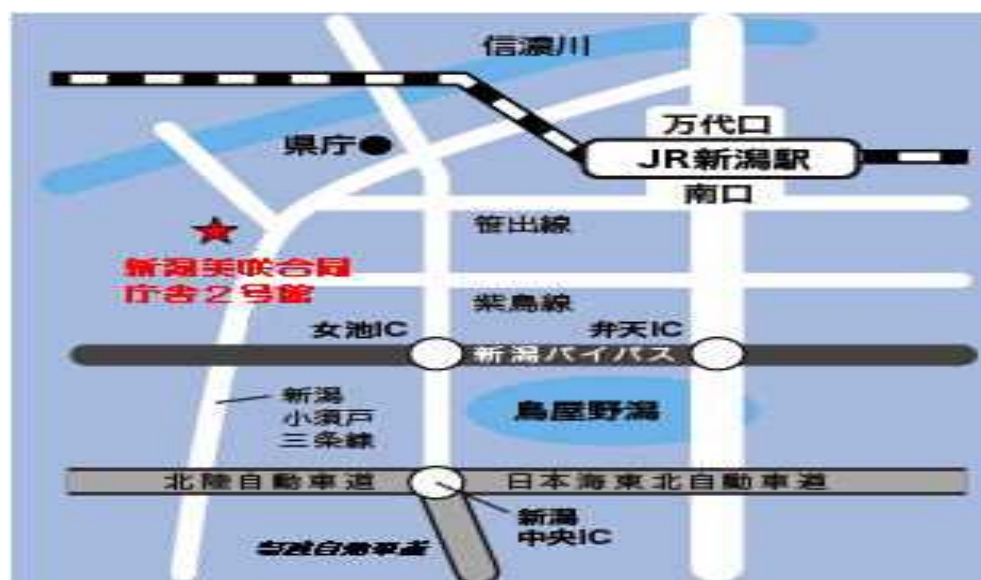 信濃川
万代口
県庁
JR新潟駅
南口
笹出線
新潟美咲合同
庁舎２号館
紫鳥線
女池IC
弁天IC
新潟バイパス
新潟
小須戸
三条線
鳥屋野潟
北陸自動車道
日本海東北自動車道
新潟
中央IC
自動車道